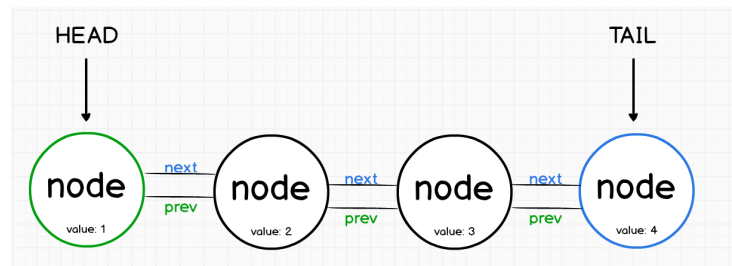 HEAD
TAIL
node
value: 1
next
prev
node
value: 2
next
prev
node
value: 3
next
prev
node
value: 4